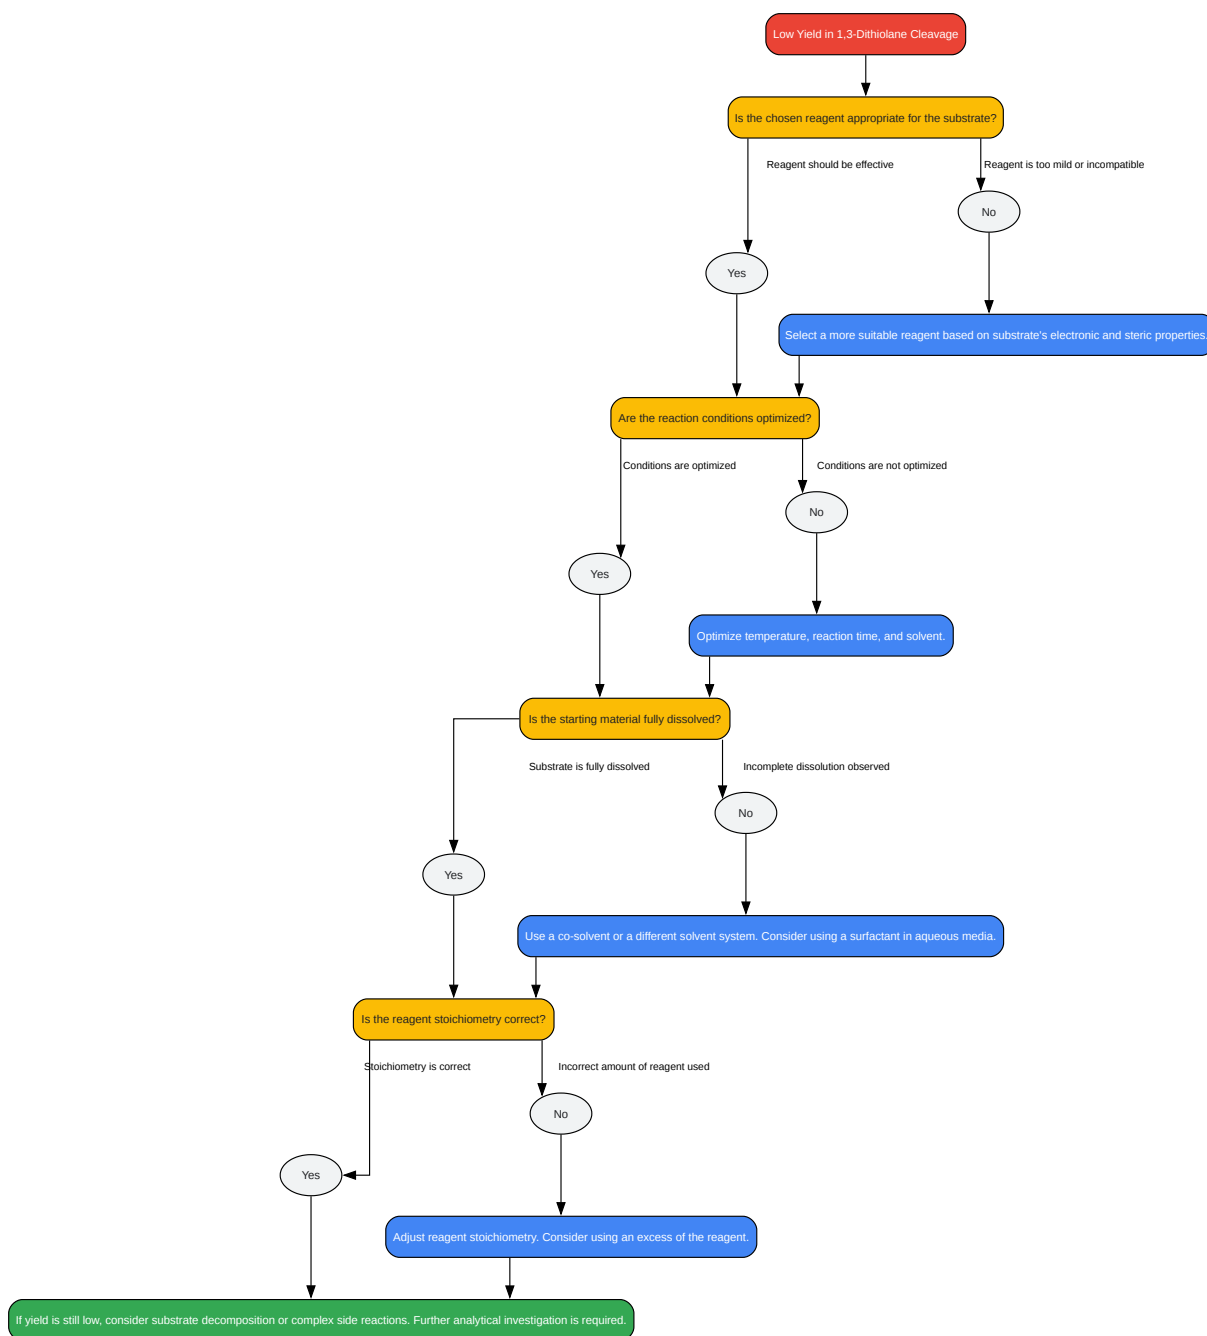 Low Yield in 1,3-Dithiolane Cleavage
Is the chosen reagent appropriate for the substrate?
Reagent should be effective
Reagent is too mild or incompatible
No
Yes
Select a more suitable reagent based on substrate's electronic and steric properties.
Are the reaction conditions optimized?
Conditions are optimized
Conditions are not optimized
No
Yes
Optimize temperature, reaction time, and solvent.
Is the starting material fully dissolved?
Substrate is fully dissolved
Incomplete dissolution observed
No
Yes
Use a co-solvent or a different solvent system. Consider using a surfactant in aqueous media.
Is the reagent stoichiometry correct?
Stoichiometry is correct
Incorrect amount of reagent used
No
Yes
Adjust reagent stoichiometry. Consider using an excess of the reagent.
If yield is still low, consider substrate decomposition or complex side reactions. Further analytical investigation is required.